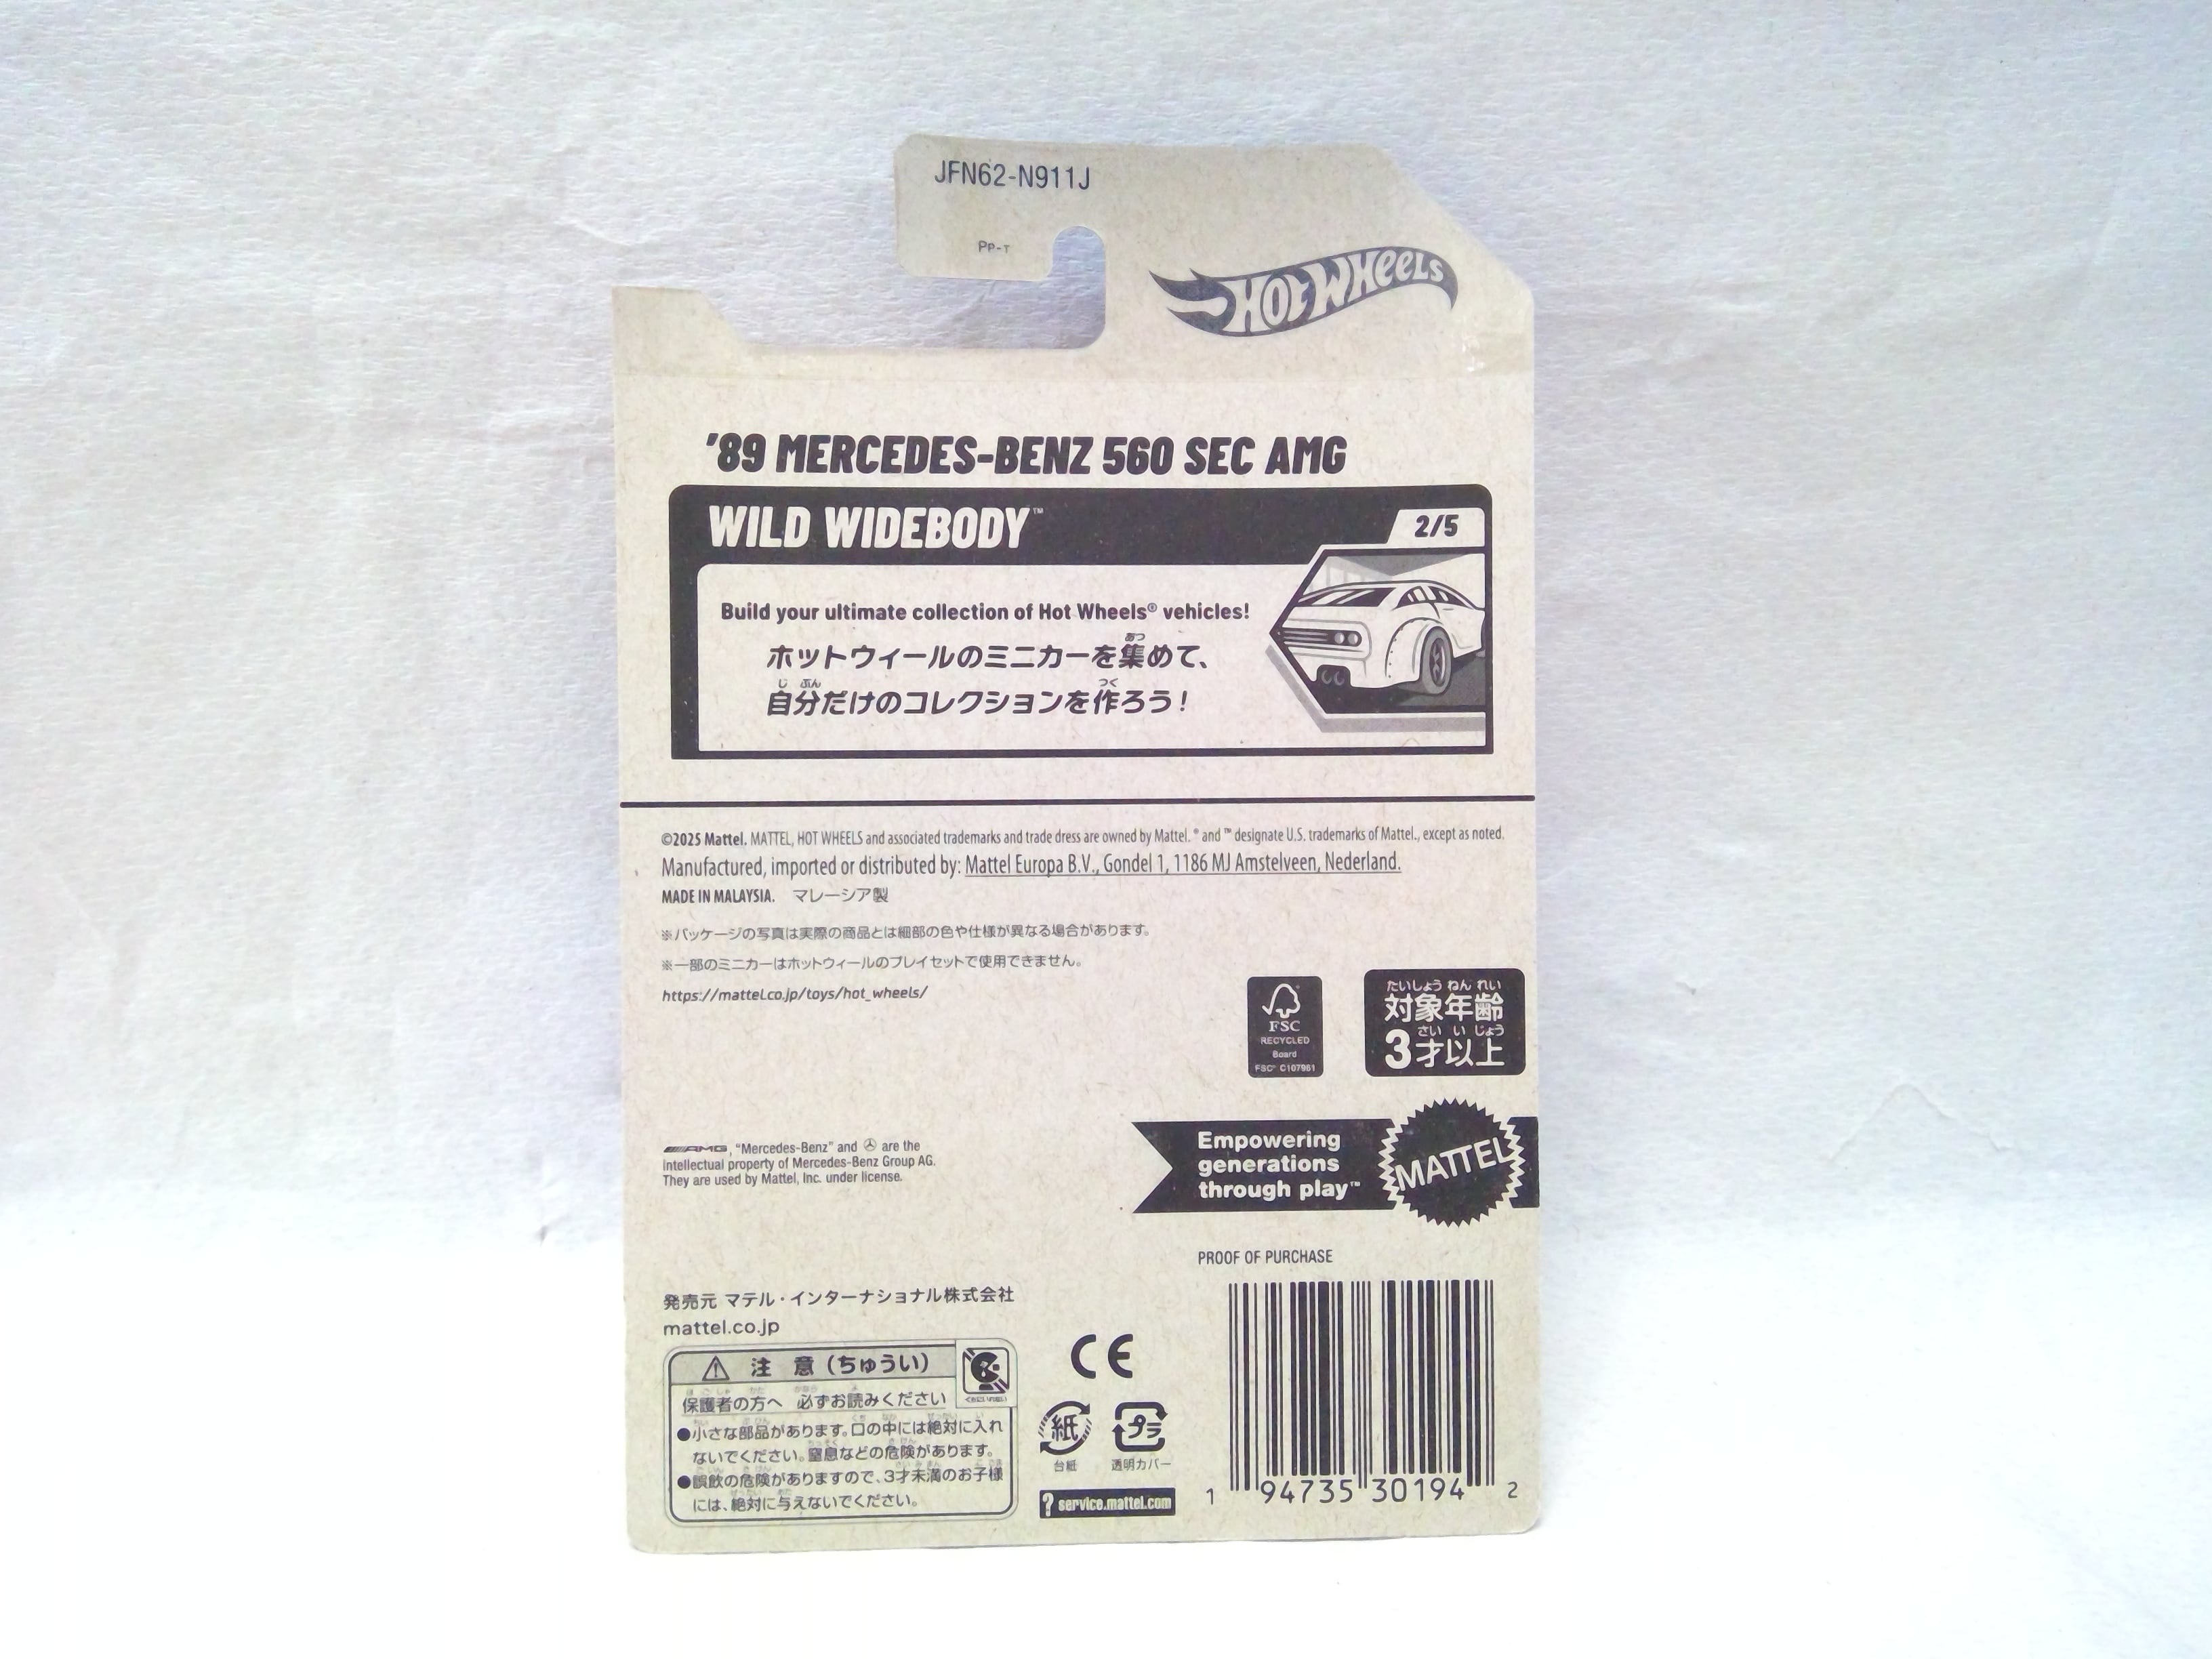 JFN62-N911J
PP-T
HOT WHEELS
'89 MERCEDES-BENZ 560 SEC AMG
WILD WIDEBODY™
2/5
Build your ultimate collection of Hot Wheels® vehicles!
ホットウィールのミニカーを集めて、
自分だけのコレクションを作ろう!
©2025 Mattel. MATTEL, HOT WHEELS and associated trademarks and trade dress are owned by Mattel. ® and ™ designate U.S. trademarks of Mattel., except as noted.
Manufactured, imported or distributed by: Mattel Europa B.V., Gondel 1, 1186 MJ Amstelveen, Nederland.
MADE IN MALAYSIA. マレーシア製
※パッケージの写真は実際の商品とは細部の色や仕様が異なる場合があります。
※一部のミニカーはホットウィールのプレイセットで使用できません。
https://mattel.co.jp/toys/hot_wheels/
FSC
RECYCLED
Board
FSC® C107981
たいしょう ねん れい
対象年齢
さい い じょう
3才以上
AMG, "Mercedes-Benz" and are the
intellectual property of Mercedes-Benz Group AG.
They are used by Mattel, Inc. under license.
Empowering
generations
through play™
MATTEL
PROOF OF PURCHASE
発売元 マテル・インターナショナル株式会社
mattel.co.jp
注 意(ちゅうい)
保護者の方へ 必ずお読みください
●小さな部品があります。口の中には絶対に入れ
ないでください。窒息などの危険があります。
●誤飲の危険がありますので、3才未満のお子様
には、絶対に与えないでください。
CE
紙
台紙
プラ
透明カバー
? service.mattel.com
1 94735 30194 2